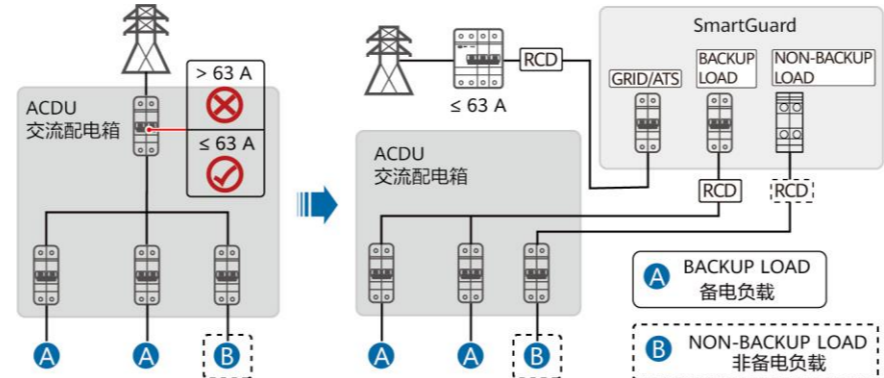 ACDU
交流配电箱
> 63 A
≤ 63 A
A
A
B
≤ 63 A
RCD
SmartGuard
GRID/ATS
BACKUP
LOAD
NON-BACKUP
LOAD
ACDU
交流配电箱
RCD
RCD
A
A
B
A
BACKUP LOAD
备电负载
B
NON-BACKUP LOAD
非备电负载